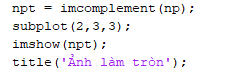 npt = imcomplement(np);
subplot(2,3,3);
imshow(npt);
title('Ảnh làm tròn');